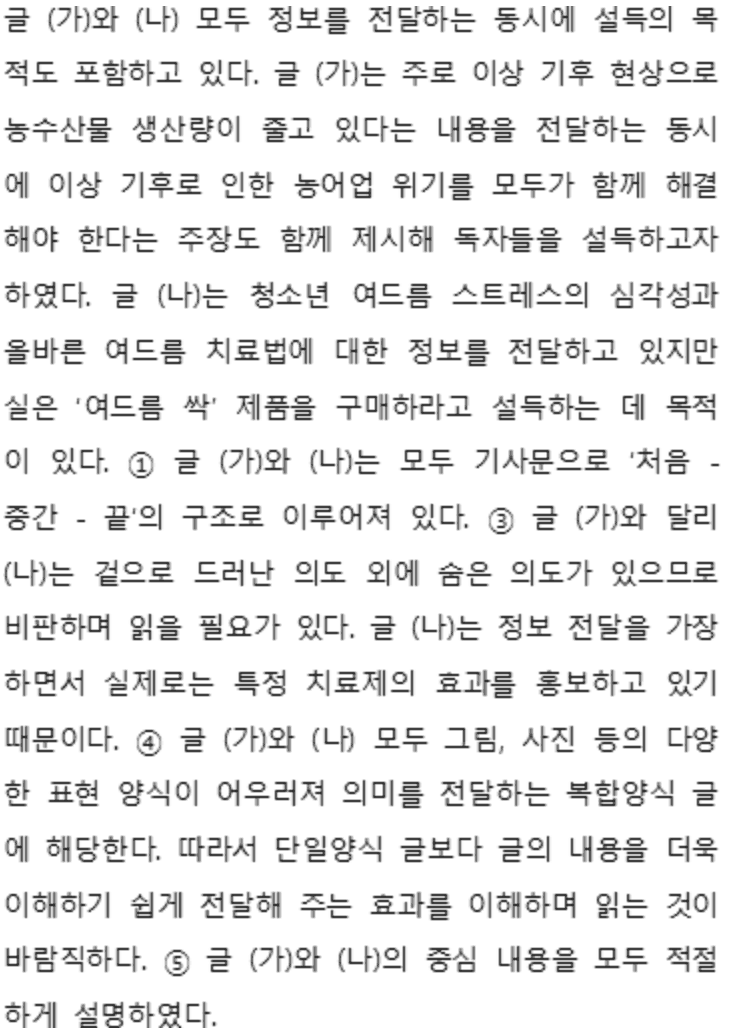 글 (가)와 (나) 모두 정보를 전달하는 동시에 설득의 목
적도 포함하고 있다. 글 (가)는 주로 이상 기후 현상으로
농수산물 생산량이 줄고 있다는 내용을 전달하는 동시
에 이상 기후로 인한 농어업 위기를 모두가 함께 해결
해야 한다는 주장도 함께 제시해 독자들을 설득하고자
하였다. 글 (나)는 청소년 여드름 스트레스의 심각성과
올바른 여드름 치료법에 대한 정보를 전달하고 있지만
실은 ‘여드름 싹’ 제품을 구매하라고 설득하는 데 목적
이 있다. ① 글 (가)와 (나)는 모두 기사문으로 ‘처음 -
중간 - 끝’의 구조로 이루어져 있다. ③ 글 (가)와 달리
(나)는 겉으로 드러난 의도 외에 숨은 의도가 있으므로
비판하며 읽을 필요가 있다. 글 (나)는 정보 전달을 가장
하면서 실제로는 특정 치료제의 효과를 홍보하고 있기
때문이다. ④ 글 (가)와 (나) 모두 그림, 사진 등의 다양
한 표현 양식이 어우러져 의미를 전달하는 복합양식 글
에 해당한다. 따라서 단일양식 글보다 글의 내용을 더욱
이해하기 쉽게 전달해 주는 효과를 이해하며 읽는 것이
바람직하다. ⑤ 글 (가)와 (나)의 중심 내용을 모두 적절
하게 설명하였다.